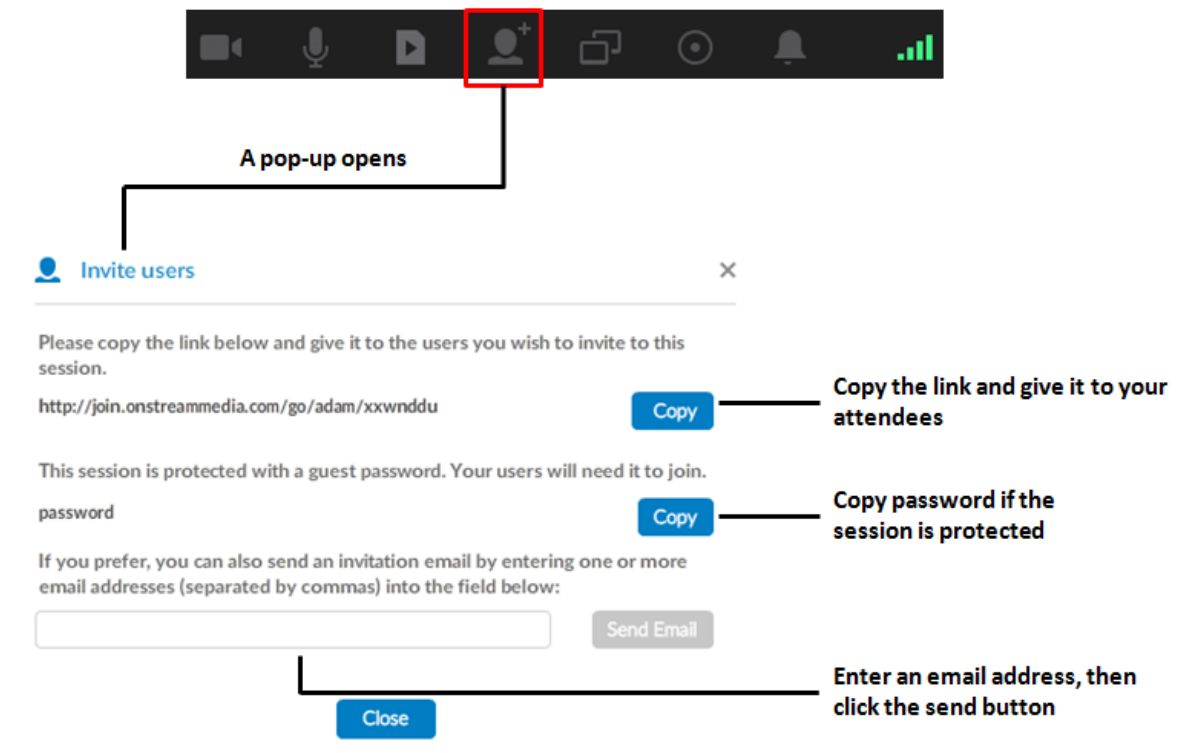 A pop-up opens
Invite users
Please copy the link below and give it to the users you wish to invite to this
session.
http://join.onstreammedia.com/go/adam/xxwnddu
Copy
Copy the link and give it to your
attendees
This session is protected with a guest password. Your users will need it to join.
password
Copy
Copy password if the
session is protected
If you prefer, you can also send an invitation email by entering one or more
email addresses (separated by commas) into the field below:
Send Email
Enter an email address, then
click the send button
Close